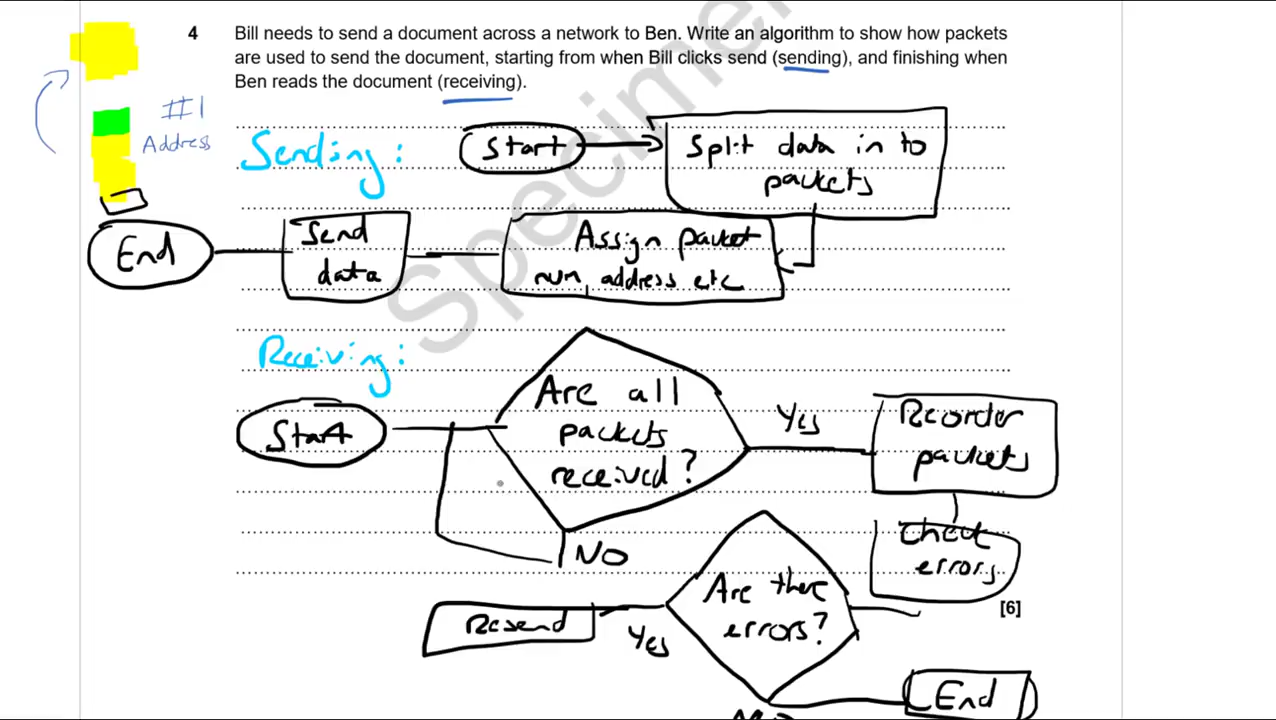 4 Bill needs to send a document across a network to Ben. Write an algorithm to show how packets
are used to send the document, starting from when Bill clicks send (sending), and finishing when
Ben reads the document (receiving).
Specimen
#1
Address
Sending:
Start
Split data in to
packets
Assign packet
num, address etc
Send
data
End
Receiving:
Start
Are all
packets
received?
Yes
NO
Reorder
packets
Check
errors
[6]
Are there
errors?
Yes
Resend
End